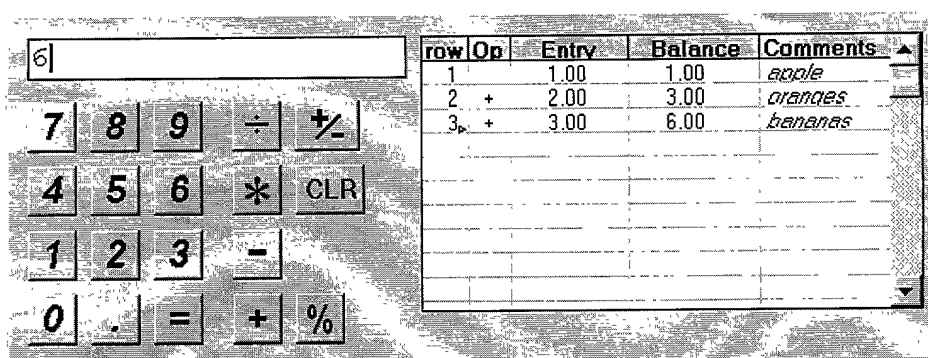 6
7 8 9 ÷ +/-
4 5 6 * CLR
1 2 3 -
0 . = + %
row Op Entry Balance Comments
1 1.00 1.00 apple
2 + 2.00 3.00 oranges
3 + 3.00 6.00 bananas